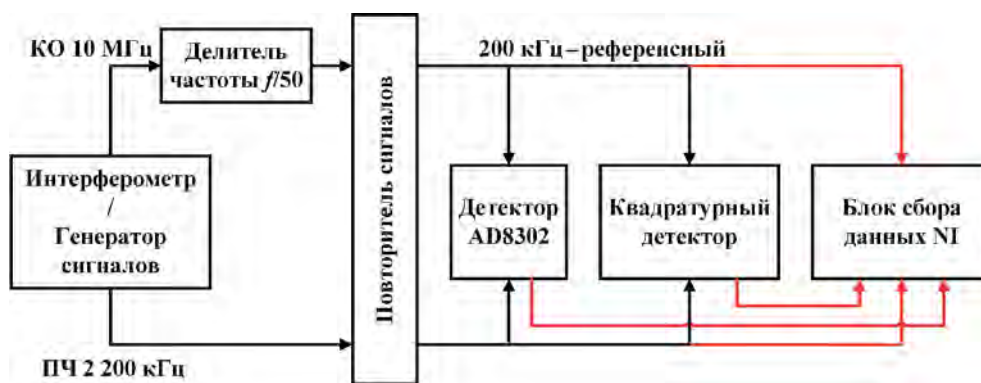 КО 10 МГц
Делитель
частоты f/50
200 кГц – референсный
Повторитель сигналов
Интерферометр
/
Генератор
сигналов
Детектор
AD8302
Квадратурный
детектор
Блок сбора
данных NI
ПЧ 2 200 кГц